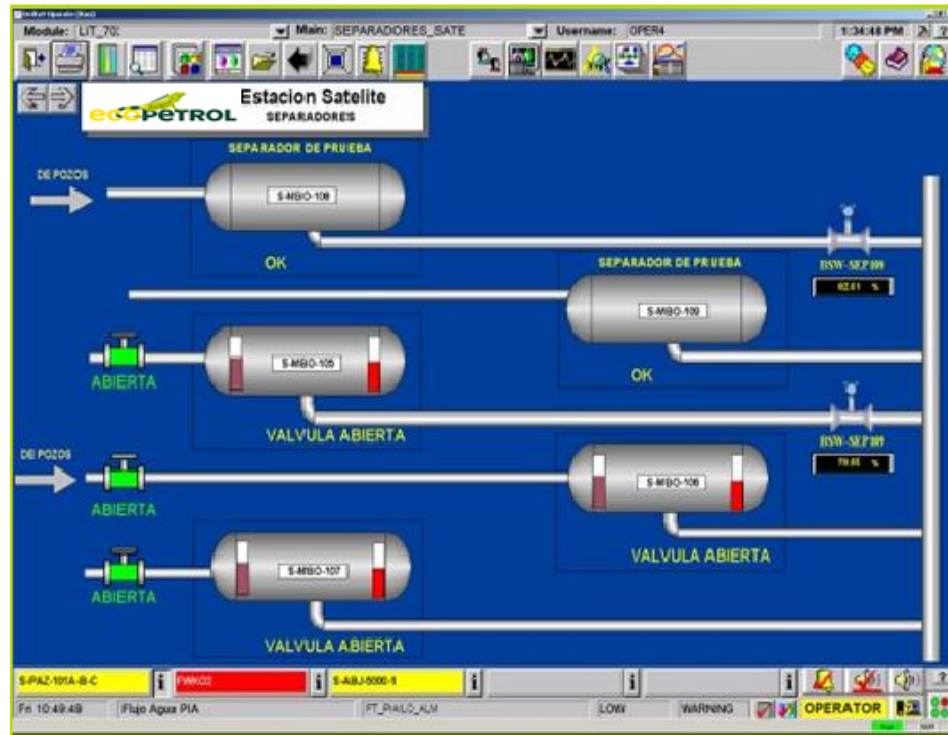 Module: LIT_70: Main: SEPARADORES_SATE Username: OPER4 1:34:48 PM
ecOPETROL
Estacion Satelite
SEPARADORES
SEPARADOR DE PRUEBA
DE POZOS
S-MBO-108
OK
SEPARADOR DE PRUEBA
BSW-SEP108
%
S-MBO-109
S-MBO-105
ABIERTA
OK
VALVULA ABIERTA
BSW-SEP109
%
DE POZOS
S-MBO-106
ABIERTA
VALVULA ABIERTA
S-MBO-107
ABIERTA
VALVULA ABIERTA
S-PAZ-101A-B-C i FWKO2 i S-ABJ-5000-9 i i i
Fri 10:49:49 Flujo Agua PIA FT_PIAILO_ALM LOW WARNING OPERATOR